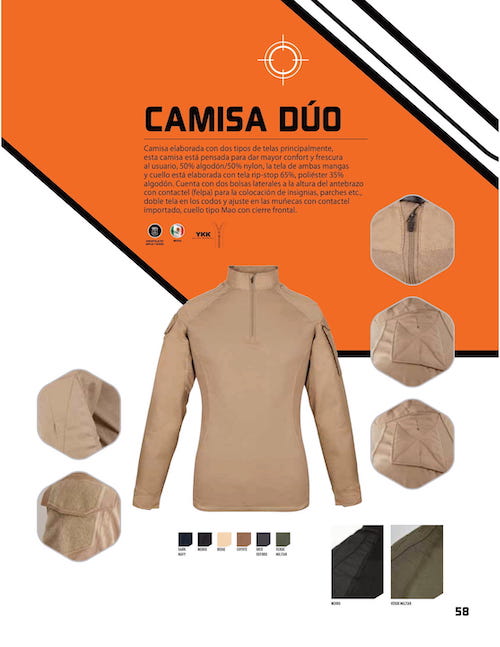 CAMISA DÚO
Camisa elaborada con dos tipos de telas principalmente,
esta camisa está pensada para dar mayor confort y frescura
al usuario, 50% algodón/50% nylon, la tela de ambas mangas
y cuello está elaborada con tela rip-stop 65%, poliéster 35%
algodón. Cuenta con dos bolsas laterales a la altura del antebrazo
con contactel (felpa) para la colocación de insignias, parches etc.,
doble tela en los codos y ajuste en las muñecas con contactel
importado, cuello tipo Mao con cierre frontal.
YKK
DARK
NAVY
NEGRO
BEIGE
COYOTE
GRIS
OXFORD
VERDE
MILITAR
NEGRO
VERDE MILITAR
58